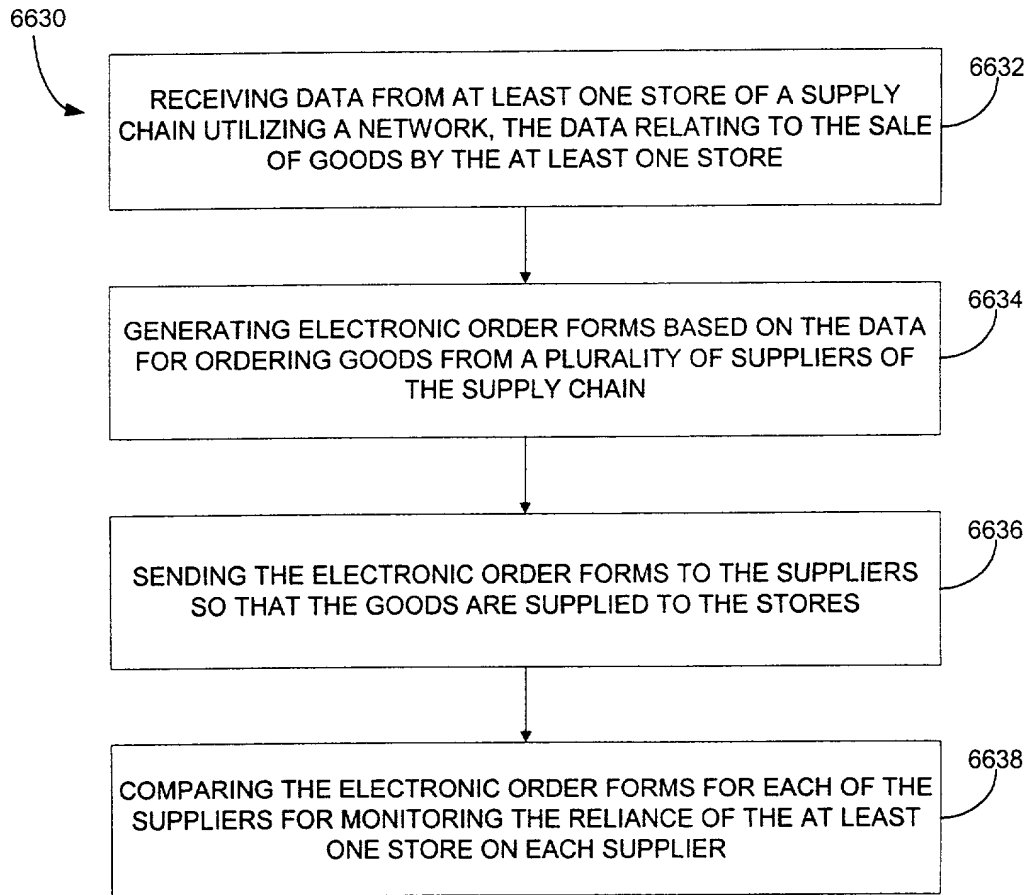 6630
6632
RECEIVING DATA FROM AT LEAST ONE STORE OF A SUPPLY
CHAIN UTILIZING A NETWORK, THE DATA RELATING TO THE SALE
OF GOODS BY THE AT LEAST ONE STORE
6634
GENERATING ELECTRONIC ORDER FORMS BASED ON THE DATA
FOR ORDERING GOODS FROM A PLURALITY OF SUPPLIERS OF
THE SUPPLY CHAIN
6636
SENDING THE ELECTRONIC ORDER FORMS TO THE SUPPLIERS
SO THAT THE GOODS ARE SUPPLIED TO THE STORES
6638
COMPARING THE ELECTRONIC ORDER FORMS FOR EACH OF THE
SUPPLIERS FOR MONITORING THE RELIANCE OF THE AT LEAST
ONE STORE ON EACH SUPPLIER